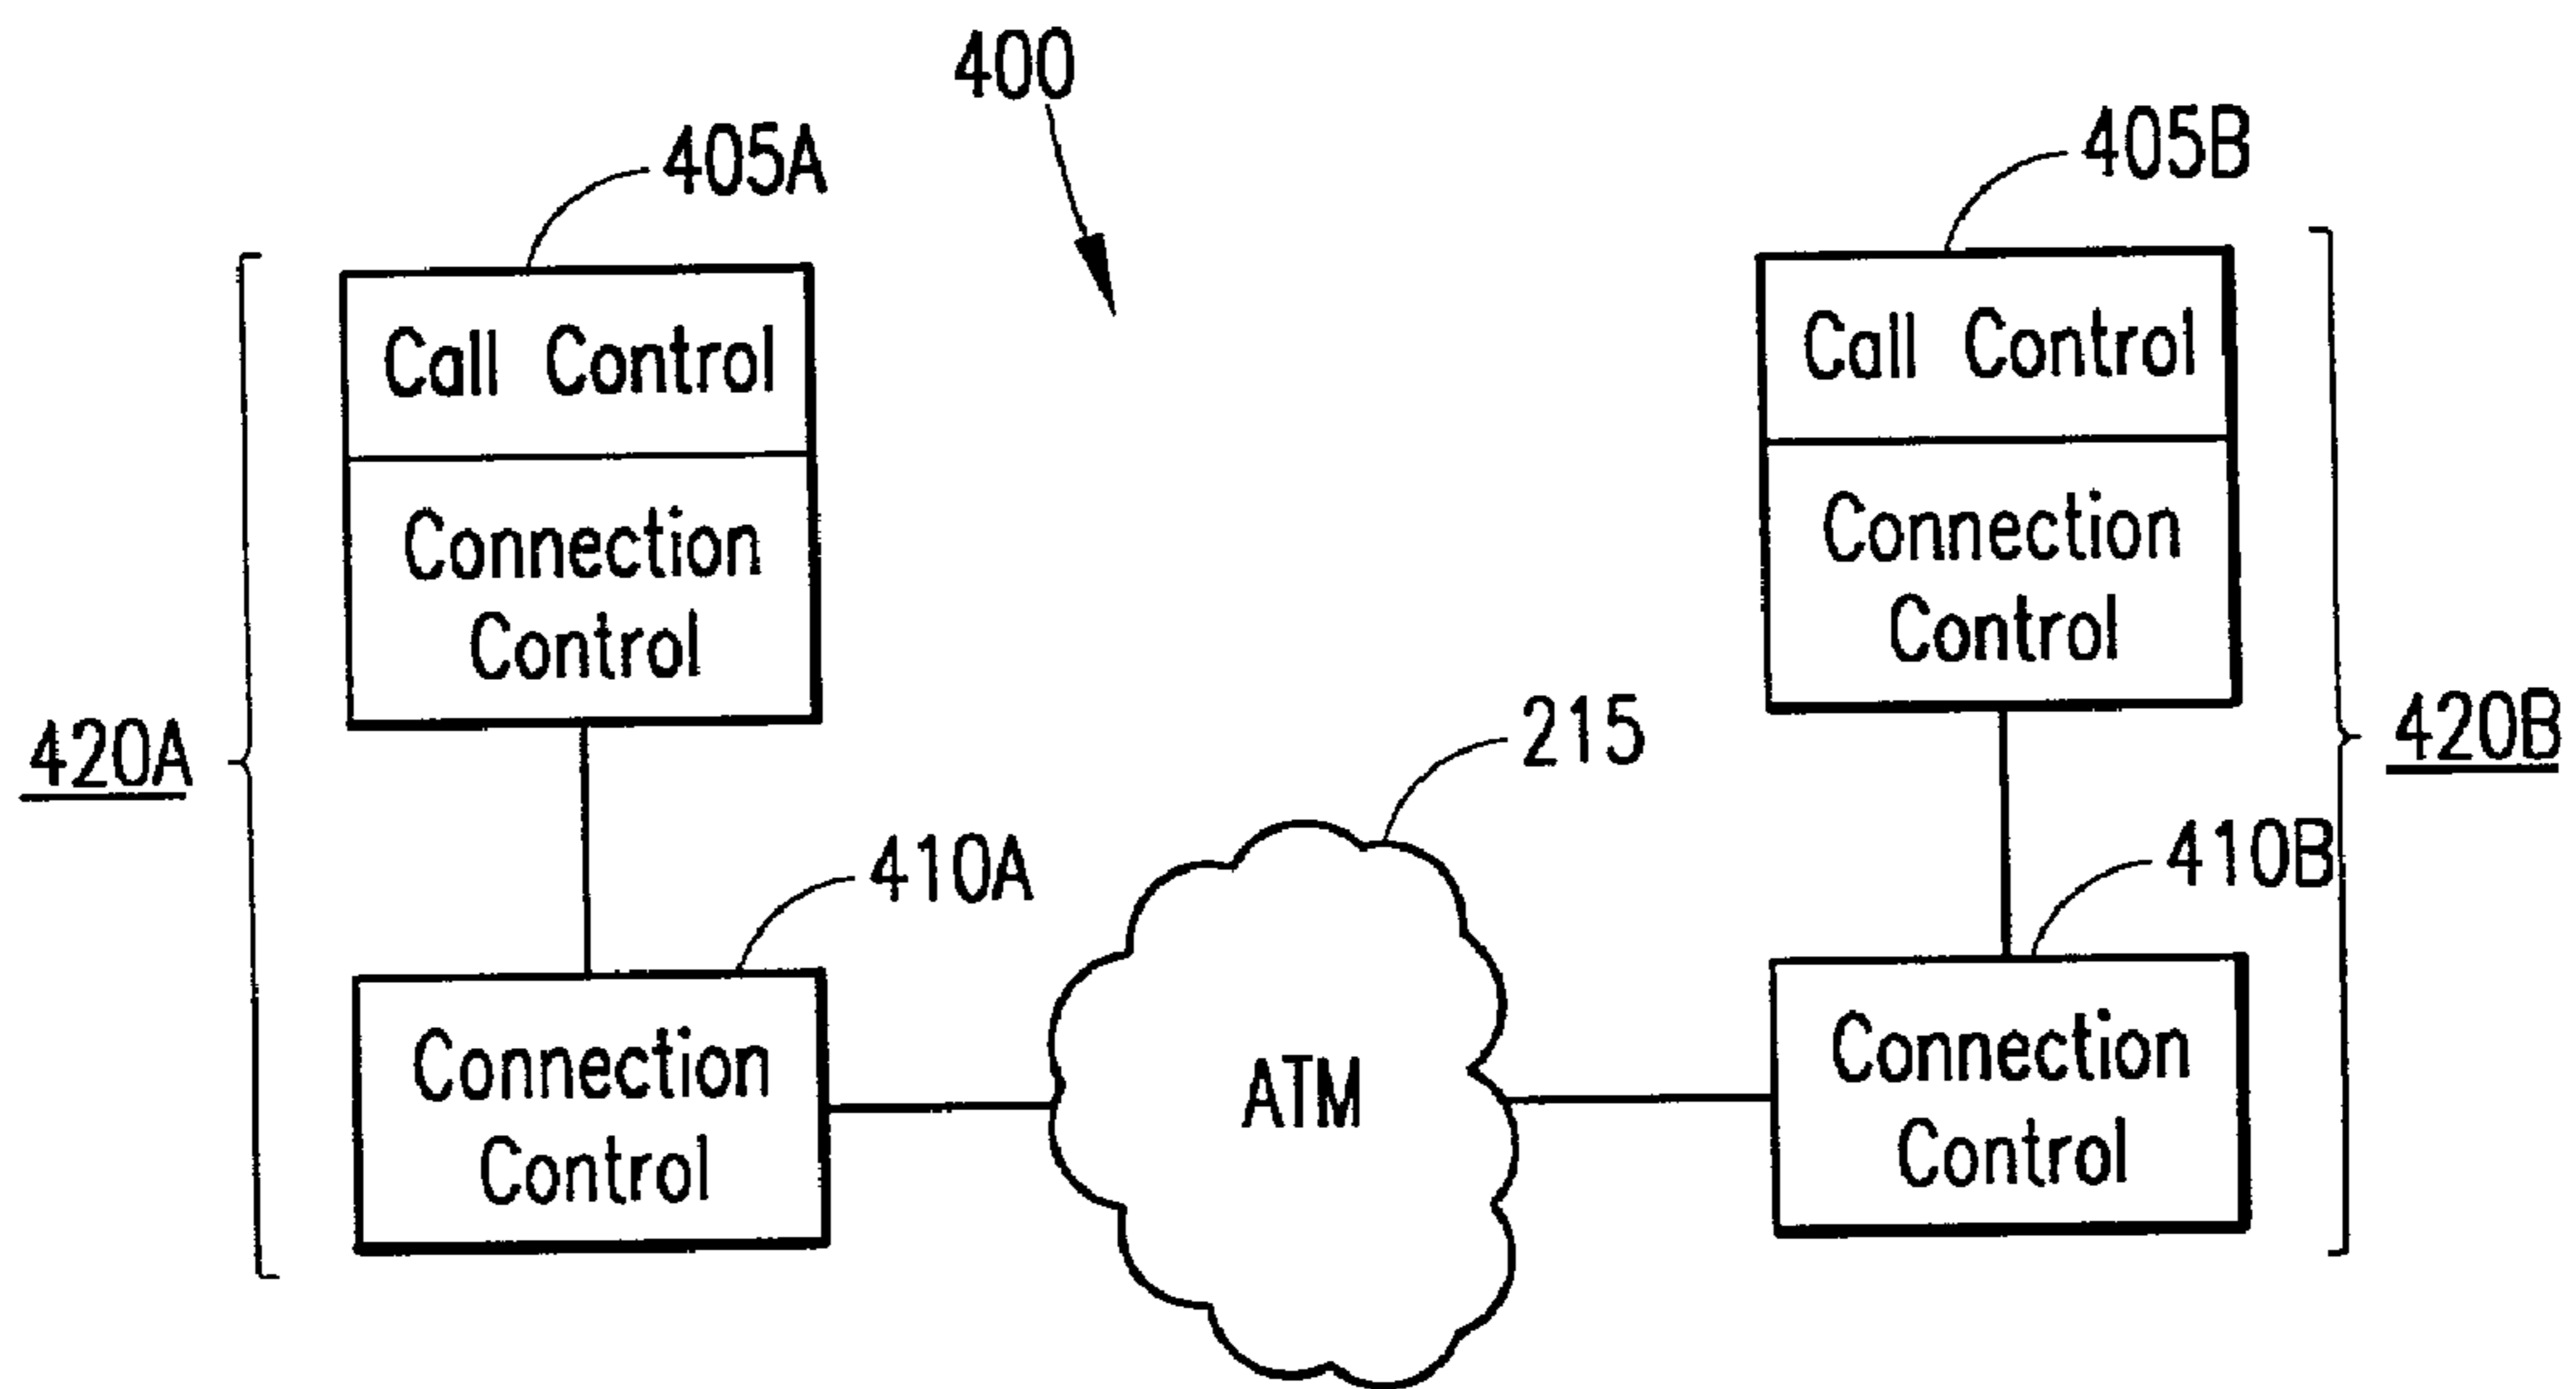 400
405A
405B
Call Control
Connection
Control
Call Control
Connection
Control
420A
420B
215
410A
410B
Connection
Control
ATM
Connection
Control